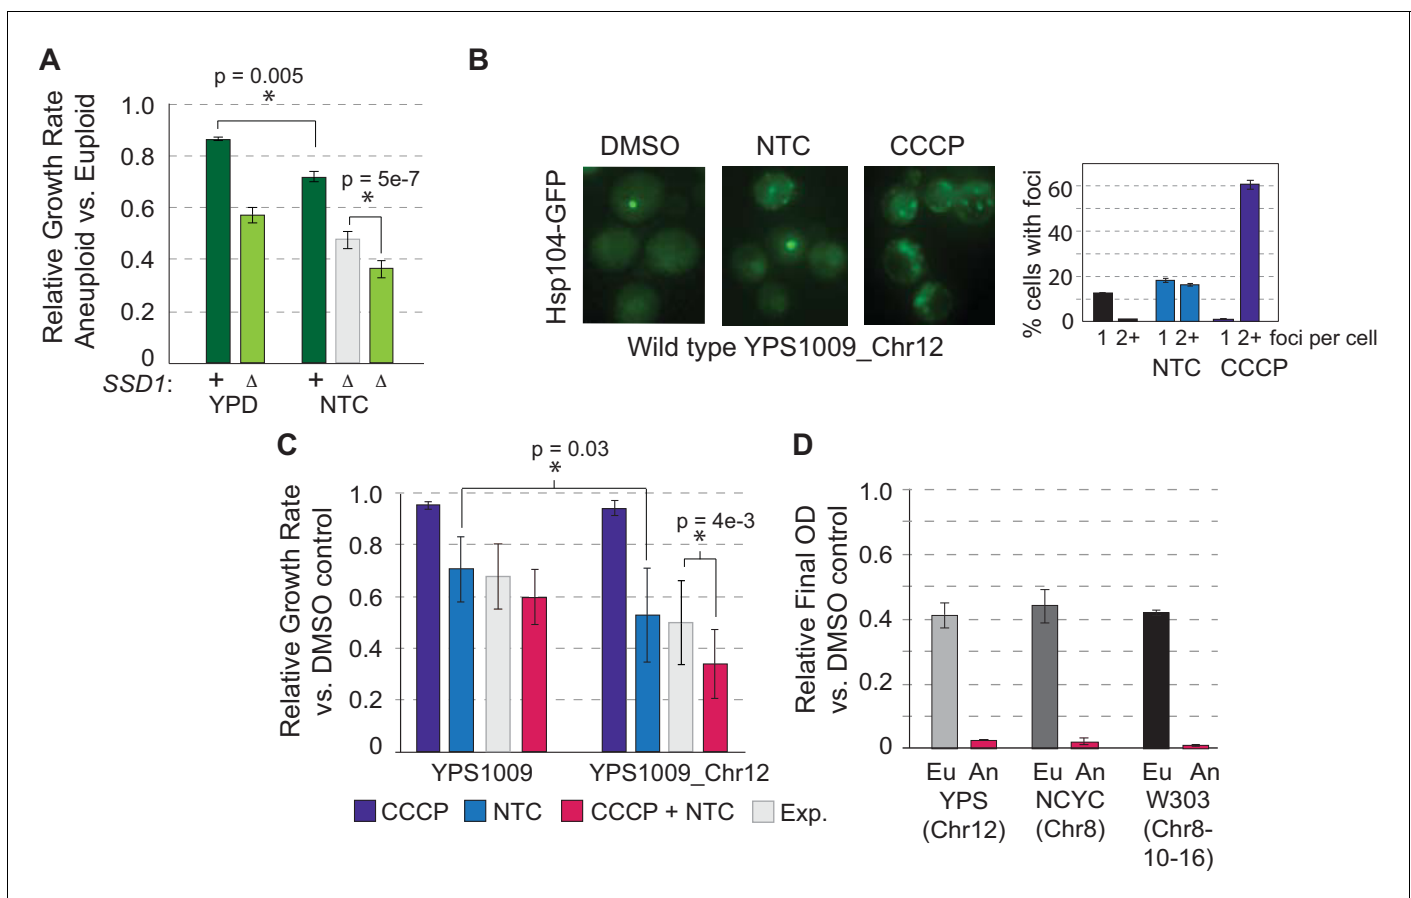 A
p = 0.005
*
Relative Growth Rate
Aneuploid vs. Euploid
1.0
0.8
0.6
0.4
0.2
0
p = 5e-7
*
SSD1: + Δ + Δ Δ
YPD NTC
B
DMSO NTC CCCP
Hsp104-GFP
Wild type YPS1009_Chr12
% cells with foci
60
40
20
0
1 2+ 1 2+ 1 2+ foci per cell
NTC CCCP
C
p = 0.03
*
Relative Growth Rate
vs. DMSO control
1.0
0.8
0.6
0.4
0.2
0
p = 4e-3
*
YPS1009 YPS1009_Chr12
CCCP NTC CCCP + NTC Exp.
D
Relative Final OD
vs. DMSO control
1.0
0.6
0.4
0.2
0
Eu An Eu An Eu An
YPS NCYC W303
(Chr12) (Chr8) (Chr8-
10-16)